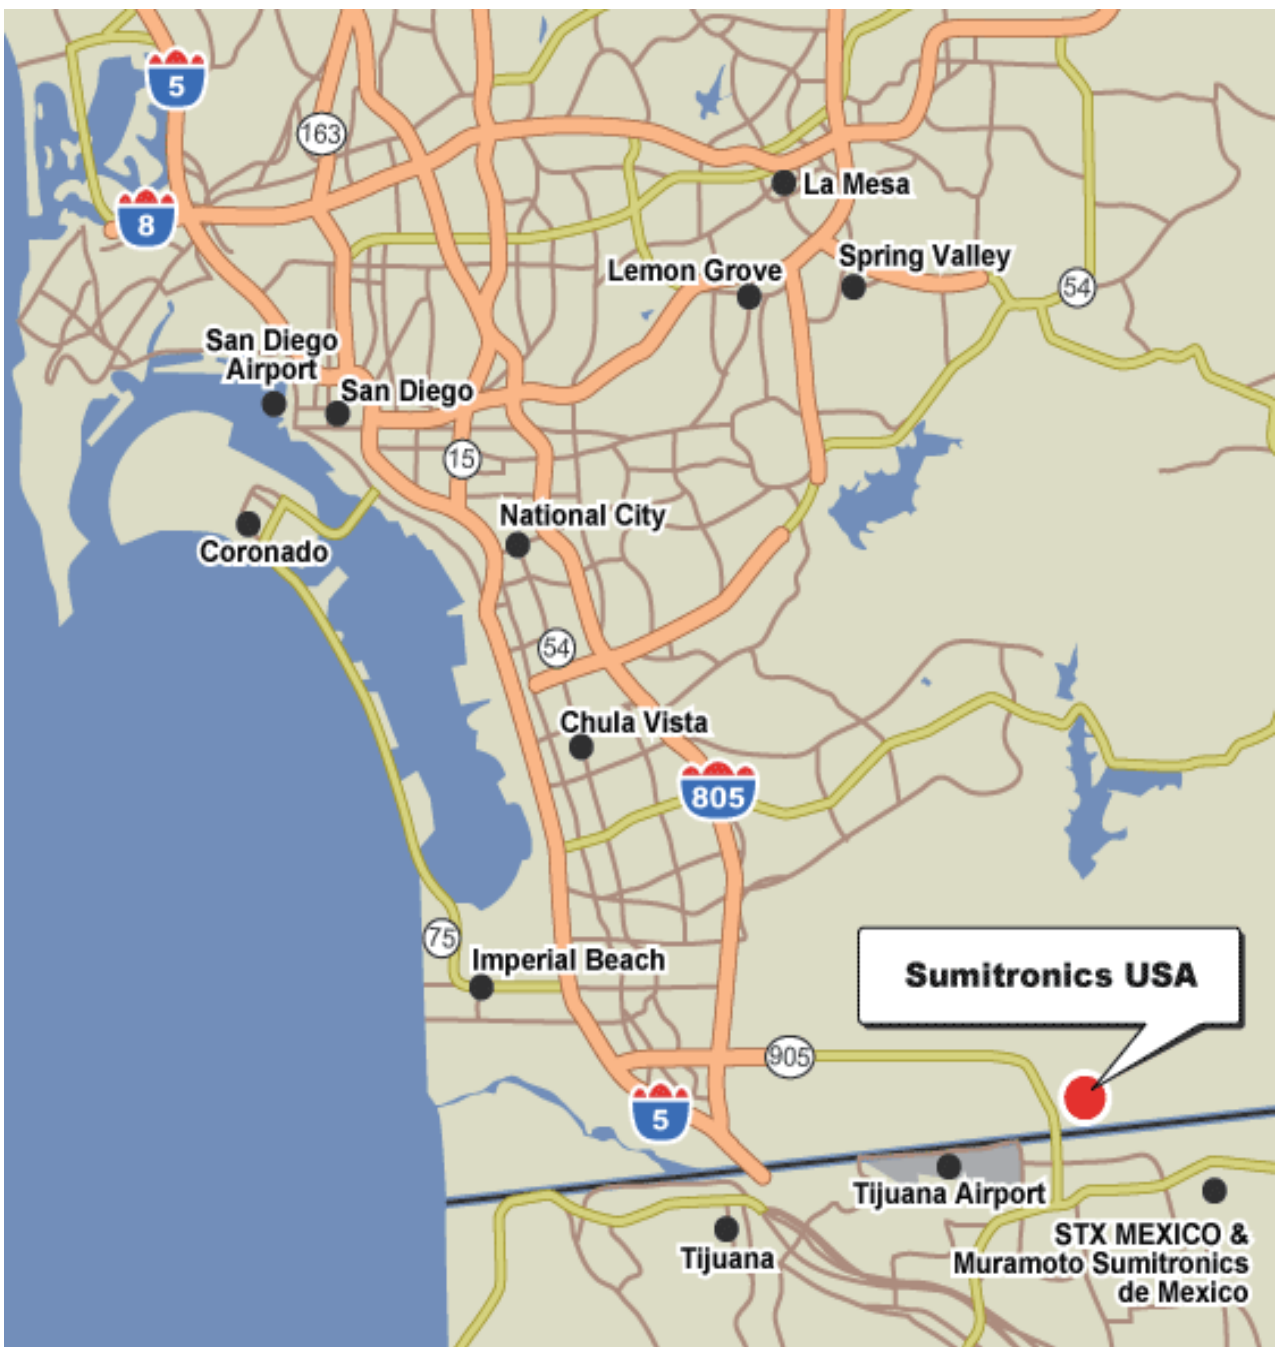 5
163
8
La Mesa
Spring Valley
Lemon Grove
54
San Diego
Airport
San Diego
15
National City
Coronado
54
Chula Vista
805
75
Imperial Beach
Sumitronics USA
905
5
Tijuana Airport
STX MEXICO &
Muramoto Sumitronics
de Mexico
Tijuana